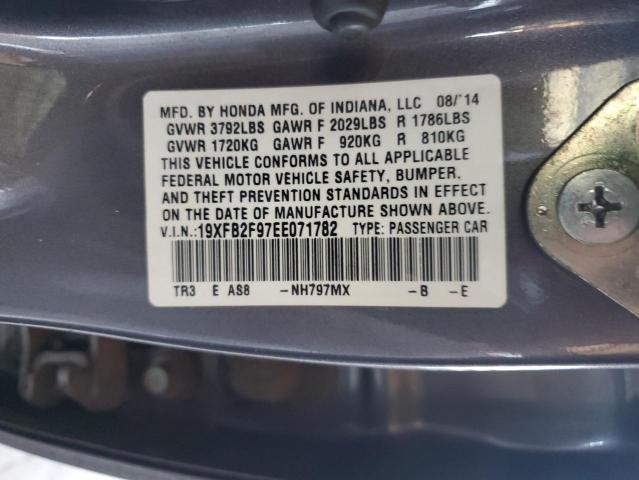 MFD. BY HONDA MFG. OF INDIANA, LLC 08/'14
GVWR 3792LBS GAWR F 2029LBS R 1786LBS
GVWR 1720KG GAWR F 920KG R 810KG
THIS VEHICLE CONFORMS TO ALL APPLICABLE
FEDERAL MOTOR VEHICLE SAFETY, BUMPER,
AND THEFT PREVENTION STANDARDS IN EFFECT
ON THE DATE OF MANUFACTURE SHOWN ABOVE.
V.I.N.:19XFB2F97EE071782 TYPE: PASSENGER CAR
TR3 E AS8 -NH797MX -B -E